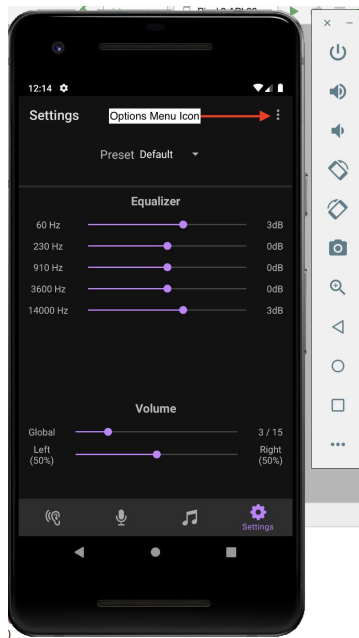 12:14
Settings
Options Menu Icon
Preset Default
Equalizer
60 Hz 3dB
230 Hz 0dB
910 Hz 0dB
3600 Hz 0dB
14000 Hz 3dB
Volume
Global 3 / 15
Left Right
(50%) (50%)
Settings